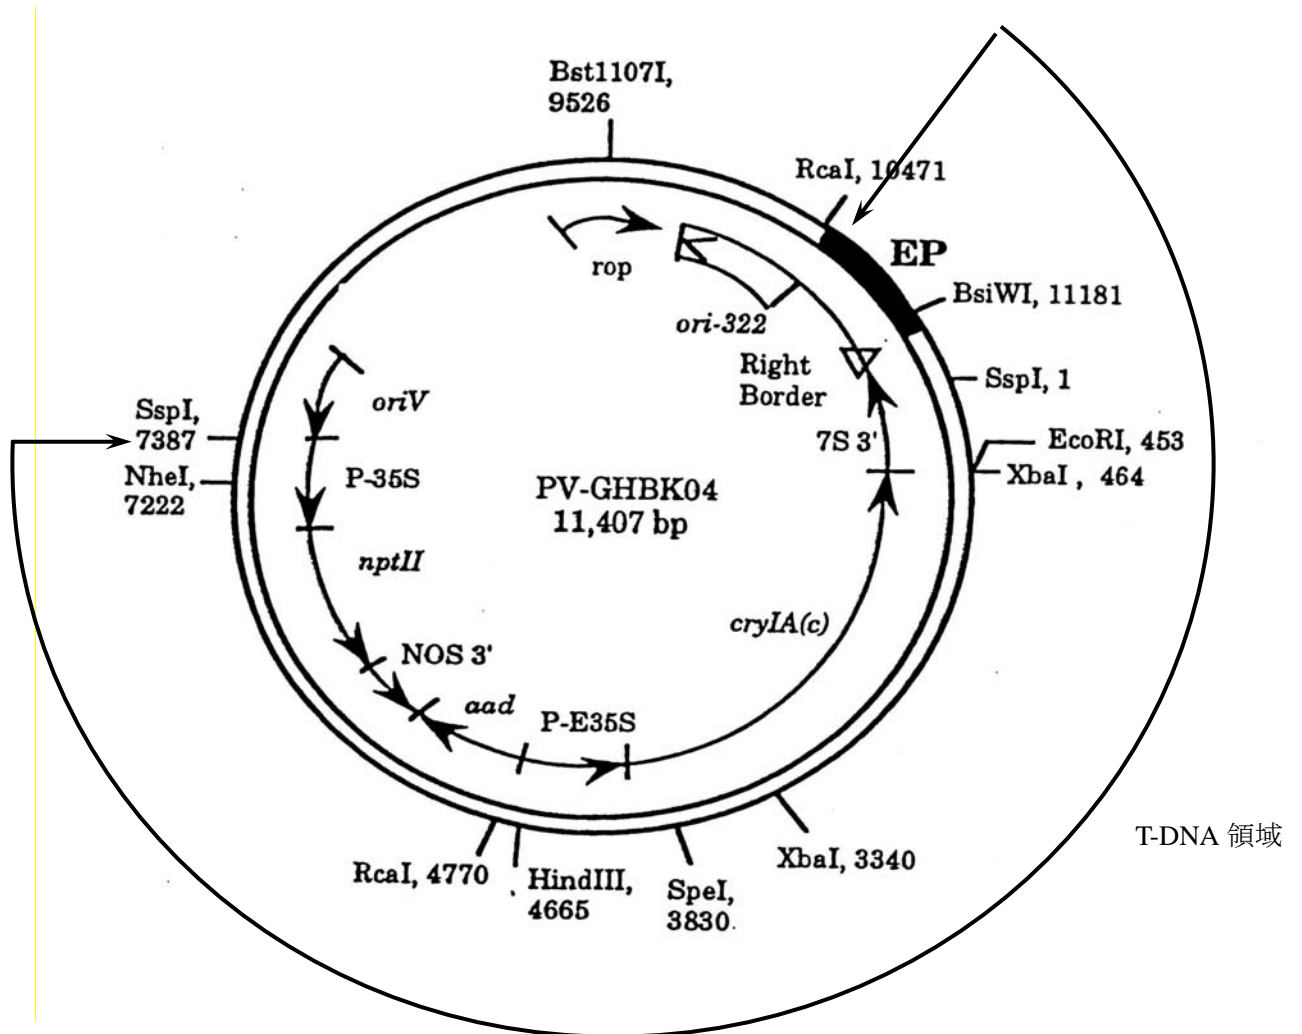 Bst1107I,
9526
RcaI, 10471
EP
BsiWI, 11181
rop
ori-322
Right
Border
SspI, 1
oriV
SspI,
7387
7S 3'
EcoRI, 453
XbaI , 464
NheI,
7222
P-35S
PV-GHBK04
11,407 bp
nptII
cryIA(c)
NOS 3'
aad
P-E35S
T-DNA 領域
XbaI, 3340
RcaI, 4770
HindIII,
4665
SpeI,
3830